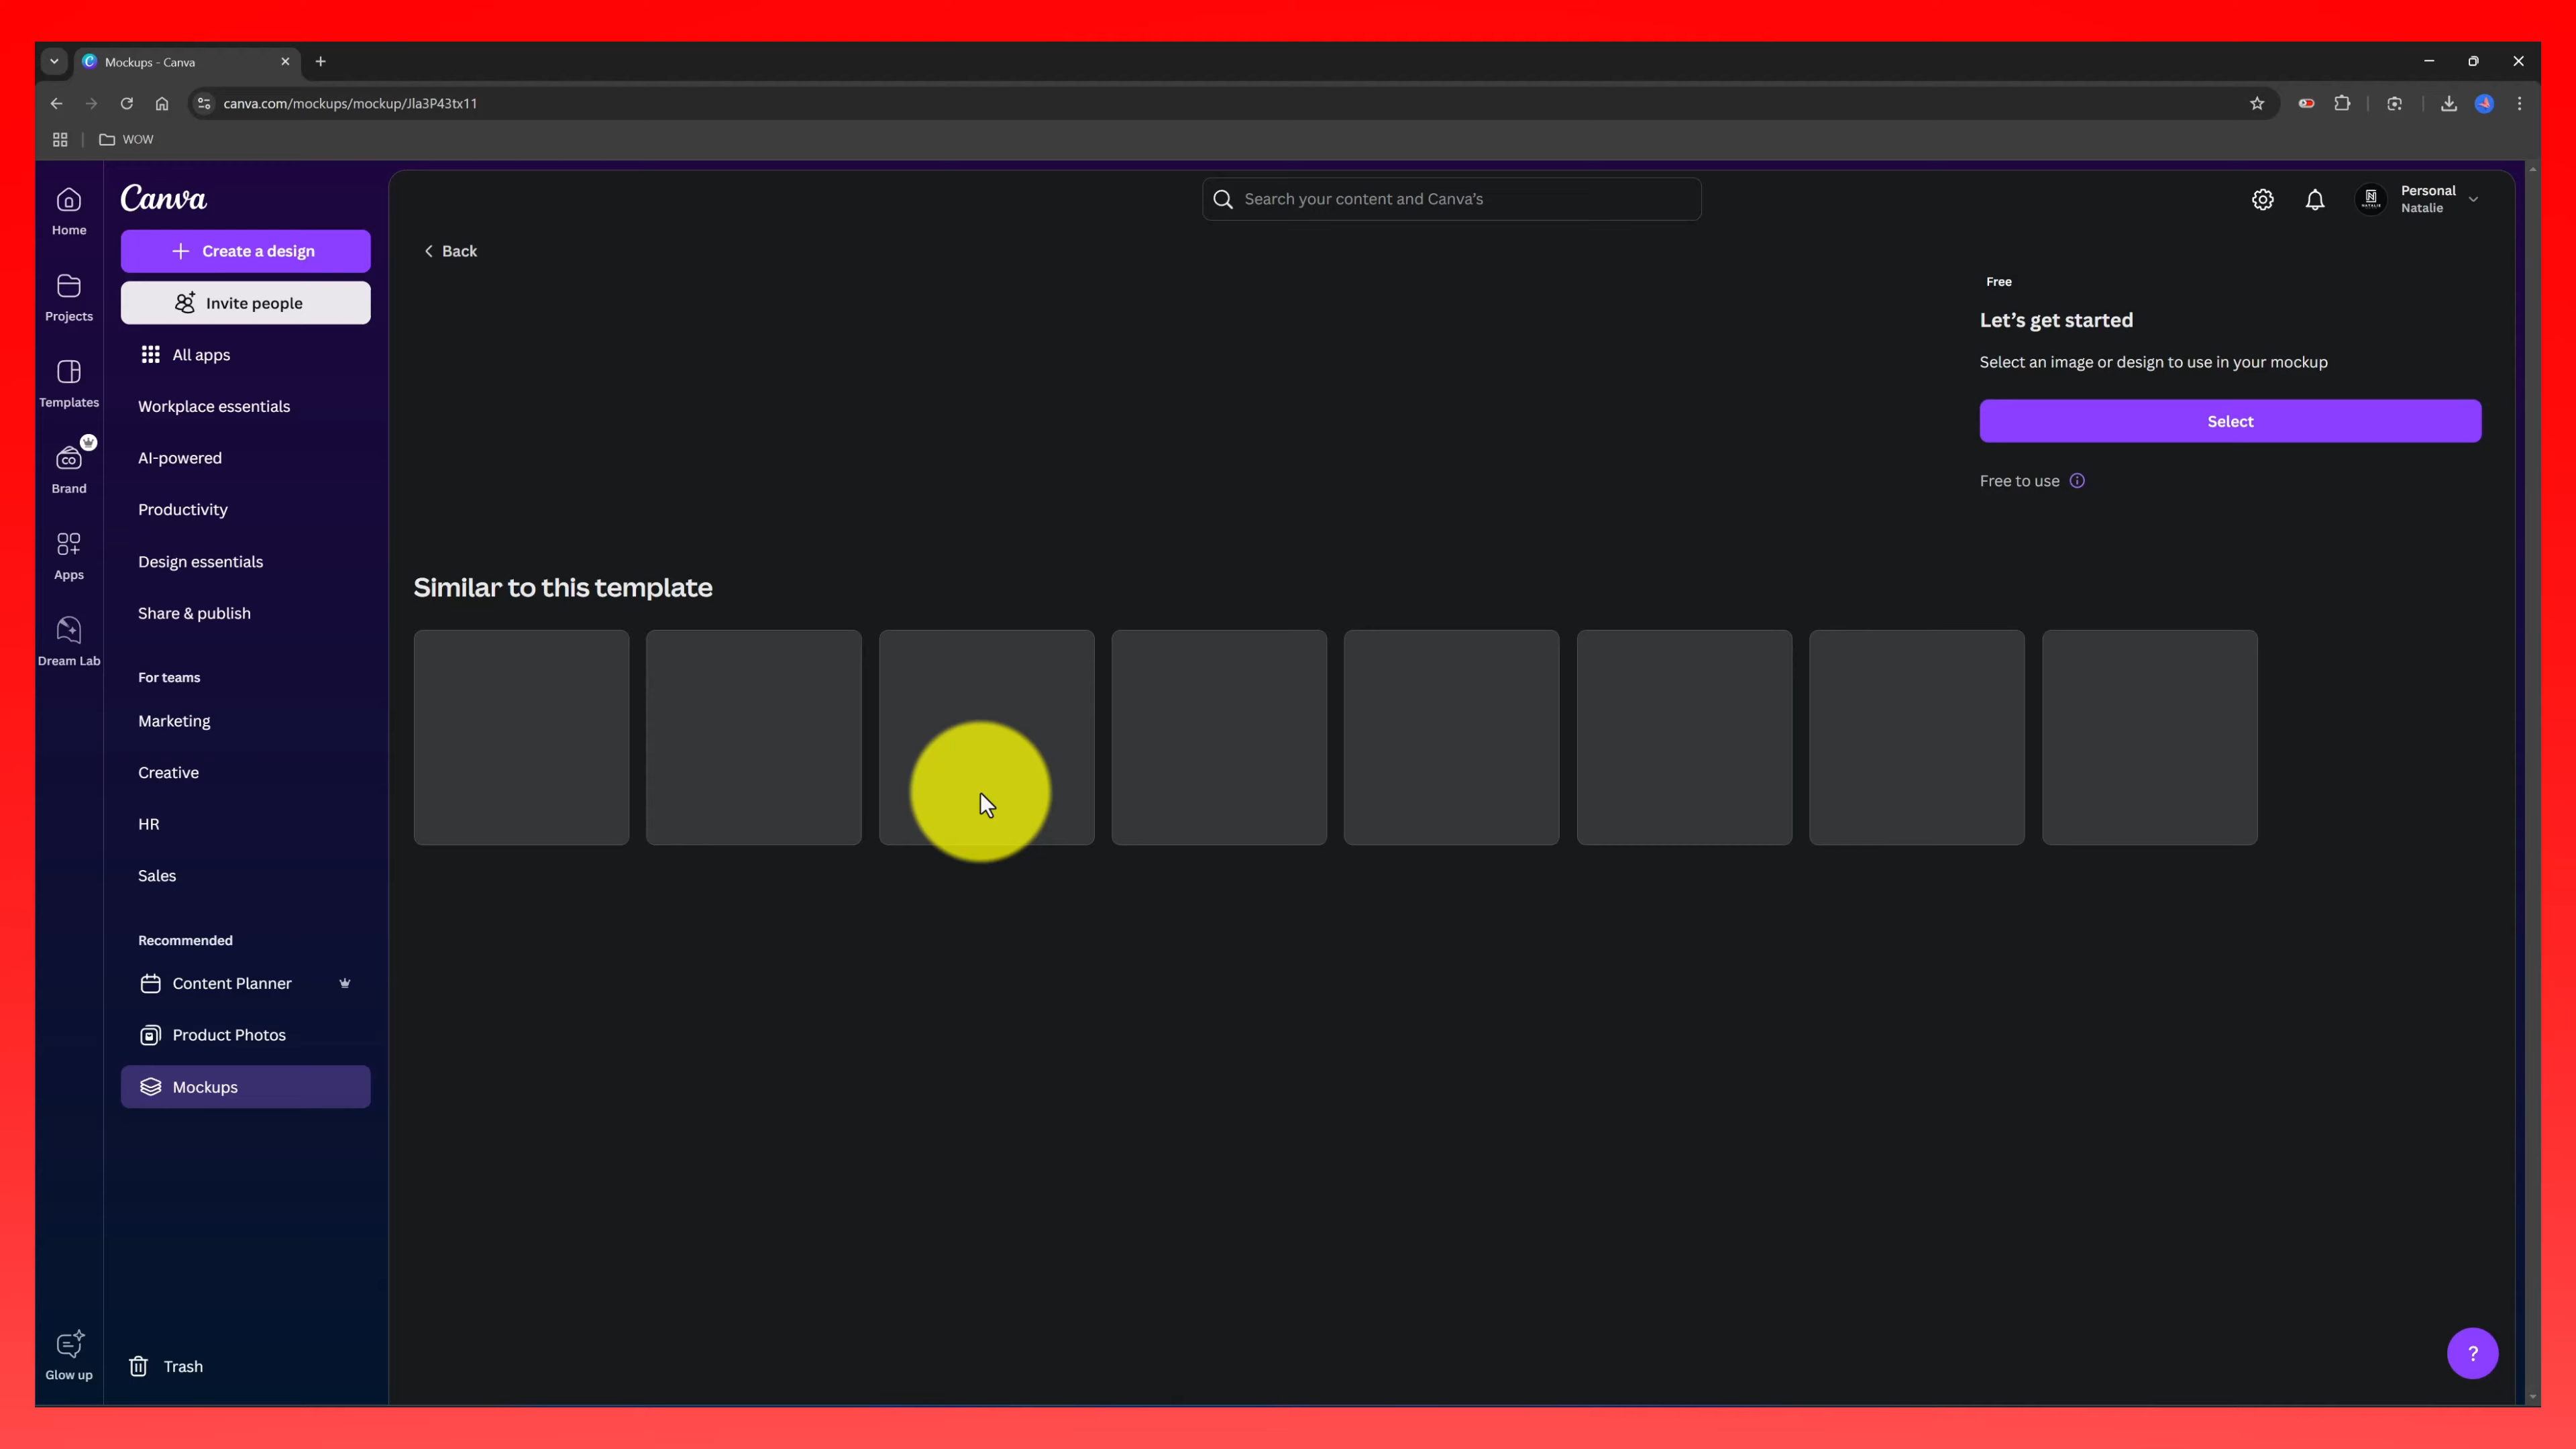 Mockups - Canva
canva.com/mockups/mockup/Jla3P43tx11
WOW
Home
Projects
Templates
Brand
Apps
Dream Lab
Glow up
Canva
Create a design
Invite people
All apps
Workplace essentials
AI-powered
Productivity
Design essentials
Share & publish
For teams
Marketing
Creative
HR
Sales
Recommended
Content Planner
Product Photos
Mockups
Trash
Search your content and Canva's
Personal
Natalie
Back
Free
Let's get started
Select an image or design to use in your mockup
Select
Free to use
Similar to this template
?